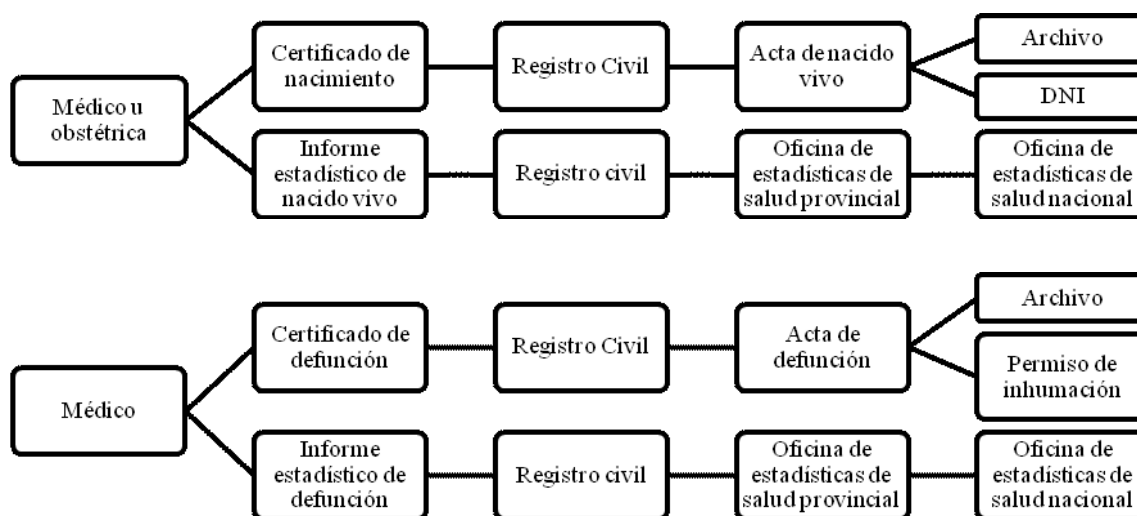 Médico u
obstétrica
Certificado de
nacimiento
Registro Civil
Acta de nacido
vivo
Archivo
DNI
Informe
estadístico de
nacido vivo
Registro civil
Oficina de
estadísticas de
salud provincial
Oficina de
estadísticas de
salud nacional
Médico
Certificado de
defunción
Registro Civil
Acta de
defunción
Archivo
Permiso de
inhumación
Informe
estadístico de
defunción
Registro civil
Oficina de
estadísticas de
salud provincial
Oficina de
estadísticas de
salud nacional